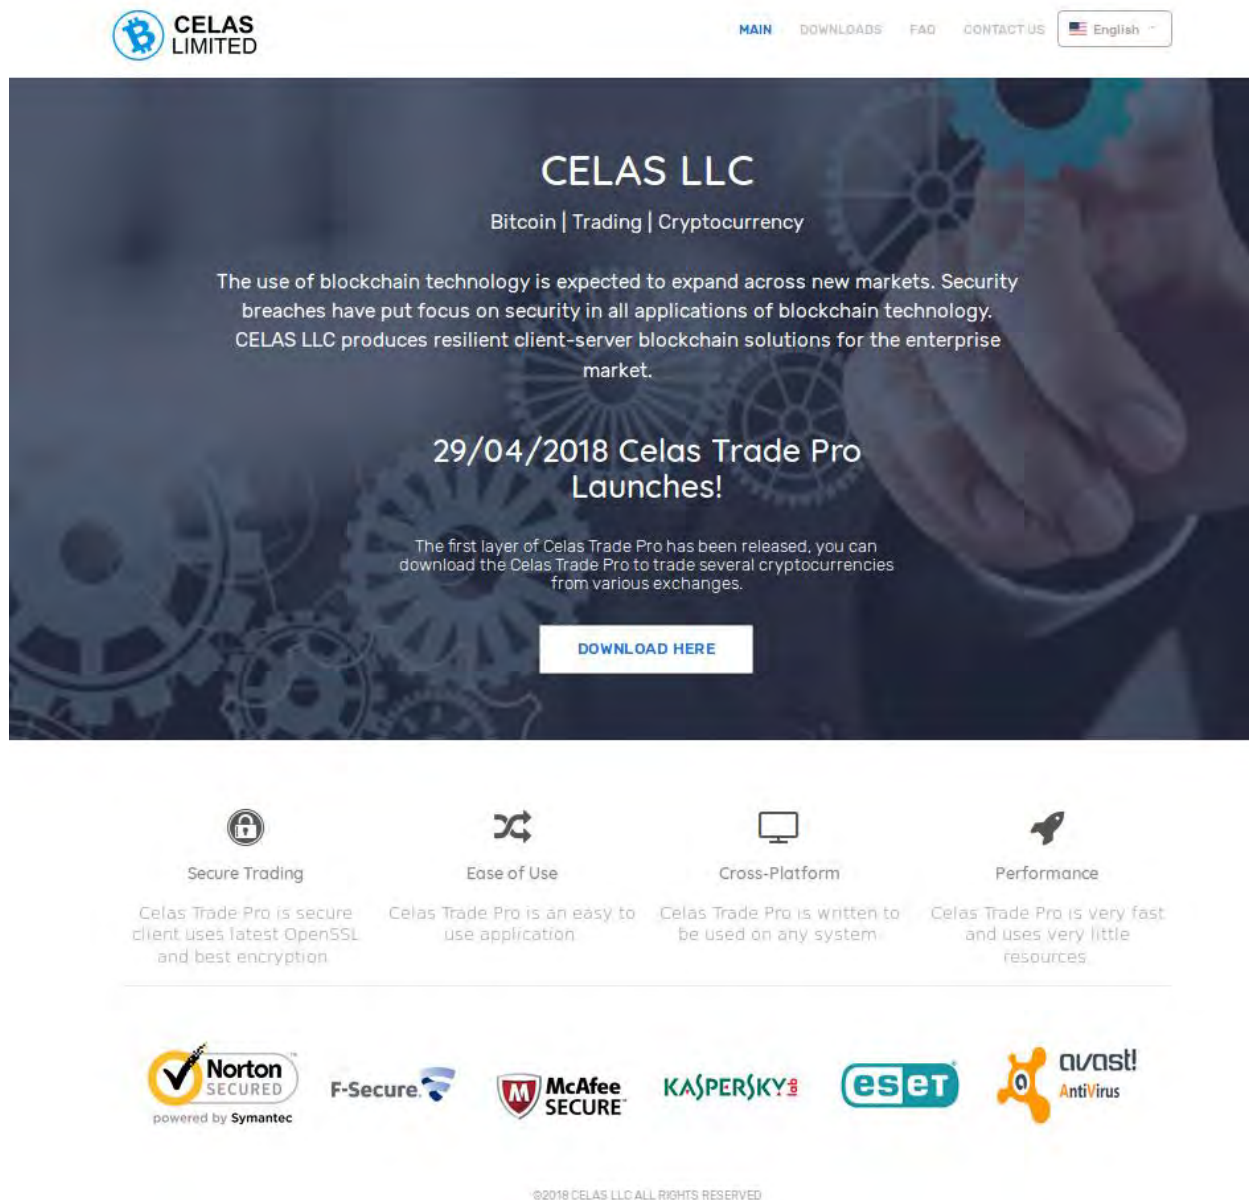 CELAS
LIMITED
MAIN
DOWNLOADS
FAQ
CONTACT US
English
CELAS LLC
Bitcoin | Trading | Cryptocurrency
The use of blockchain technology is expected to expand across new markets. Security
breaches have put focus on security in all applications of blockchain technology.
CELAS LLC produces resilient client-server blockchain solutions for the enterprise
market.
29/04/2018 Celas Trade Pro
Launches!
The first layer of Celas Trade Pro has been released, you can
download the Celas Trade Pro to trade several cryptocurrencies
from various exchanges.
DOWNLOAD HERE
Secure Trading
Celas Trade Pro is secure
client uses latest OpenSSL
and best encryption
Ease of Use
Celas Trade Pro is an easy to
use application
Cross-Platform
Celas Trade Pro is written to
be used on any system
Performance
Celas Trade Pro is very fast
and uses very little
resources
Norton
SECURED
powered by Symantec
F-Secure.
McAfee
SECURE™
KASPERSKY lab
eseT®
avast!
AntiVirus
©2018 CELAS LLC ALL RIGHTS RESERVED